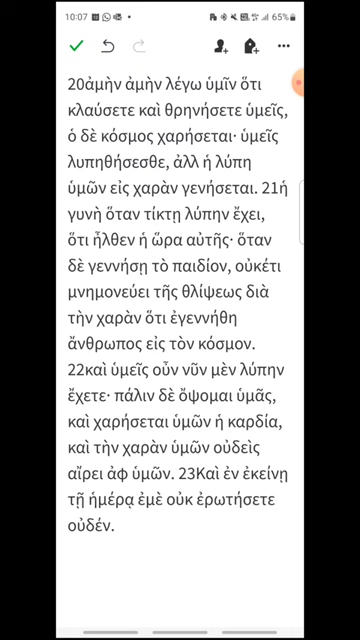 10:07
65%
20ἀμὴν ἀμὴν λέγω ὑμῖν ὅτι
κλαύσετε καὶ θρηνήσετε ὑμεῖς,
ὁ δὲ κόσμος χαρήσεται· ὑμεῖς
λυπηθήσεσθε, ἀλλ ἡ λύπη
ὑμῶν εἰς χαρὰν γενήσεται. 21ἡ
γυνὴ ὅταν τίκτῃ λύπην ἔχει,
ὅτι ἦλθεν ἡ ὥρα αὐτῆς· ὅταν
δὲ γεννήσῃ τὸ παιδίον, οὐκέτι
μνημονεύει τῆς θλίψεως διὰ
τὴν χαρὰν ὅτι ἐγεννήθη
ἄνθρωπος εἰς τὸν κόσμον.
22καὶ ὑμεῖς οὖν νῦν μὲν λύπην
ἔχετε· πάλιν δὲ ὄψομαι ὑμᾶς,
καὶ χαρήσεται ὑμῶν ἡ καρδία,
καὶ τὴν χαρὰν ὑμῶν οὐδεὶς
αἴρει ἀφ ὑμῶν. 23Καὶ ἐν ἐκείνῃ
τῇ ἡμέρᾳ ἐμὲ οὐκ ἐρωτήσετε
οὐδέν.